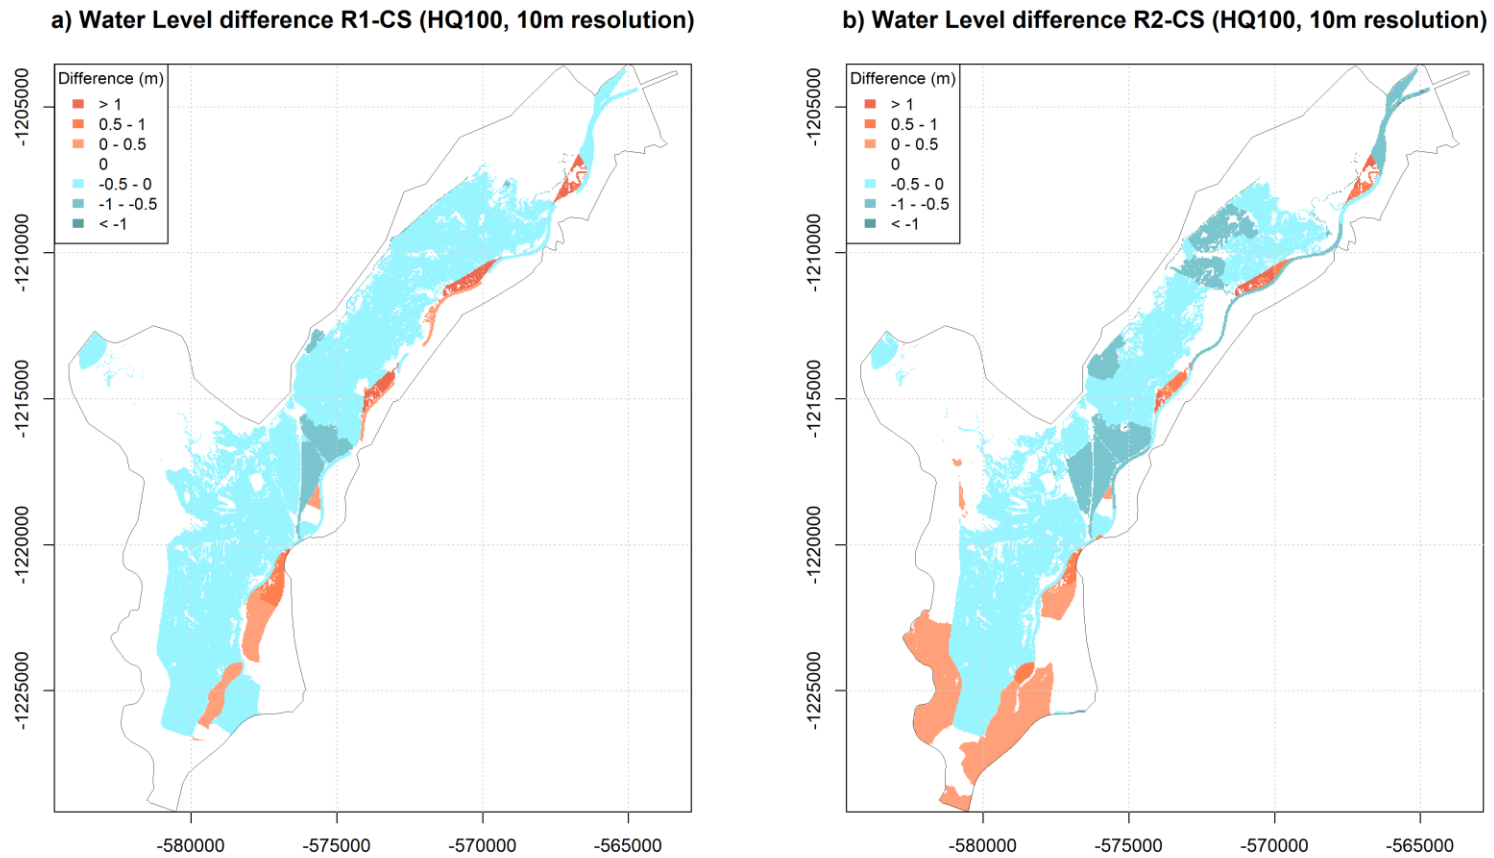 a) Water Level difference R1-CS (HQ100, 10m resolution)
Difference (m)
> 1
0.5 - 1
0 - 0.5
0
-0.5 - 0
-1 - -0.5
< -1
-1205000
-1210000
-1215000
-1220000
-1225000
-580000
-575000
-570000
-565000
b) Water Level difference R2-CS (HQ100, 10m resolution)
Difference (m)
> 1
0.5 - 1
0 - 0.5
0
-0.5 - 0
-1 - -0.5
< -1
-1205000
-1210000
-1215000
-1220000
-1225000
-580000
-575000
-570000
-565000